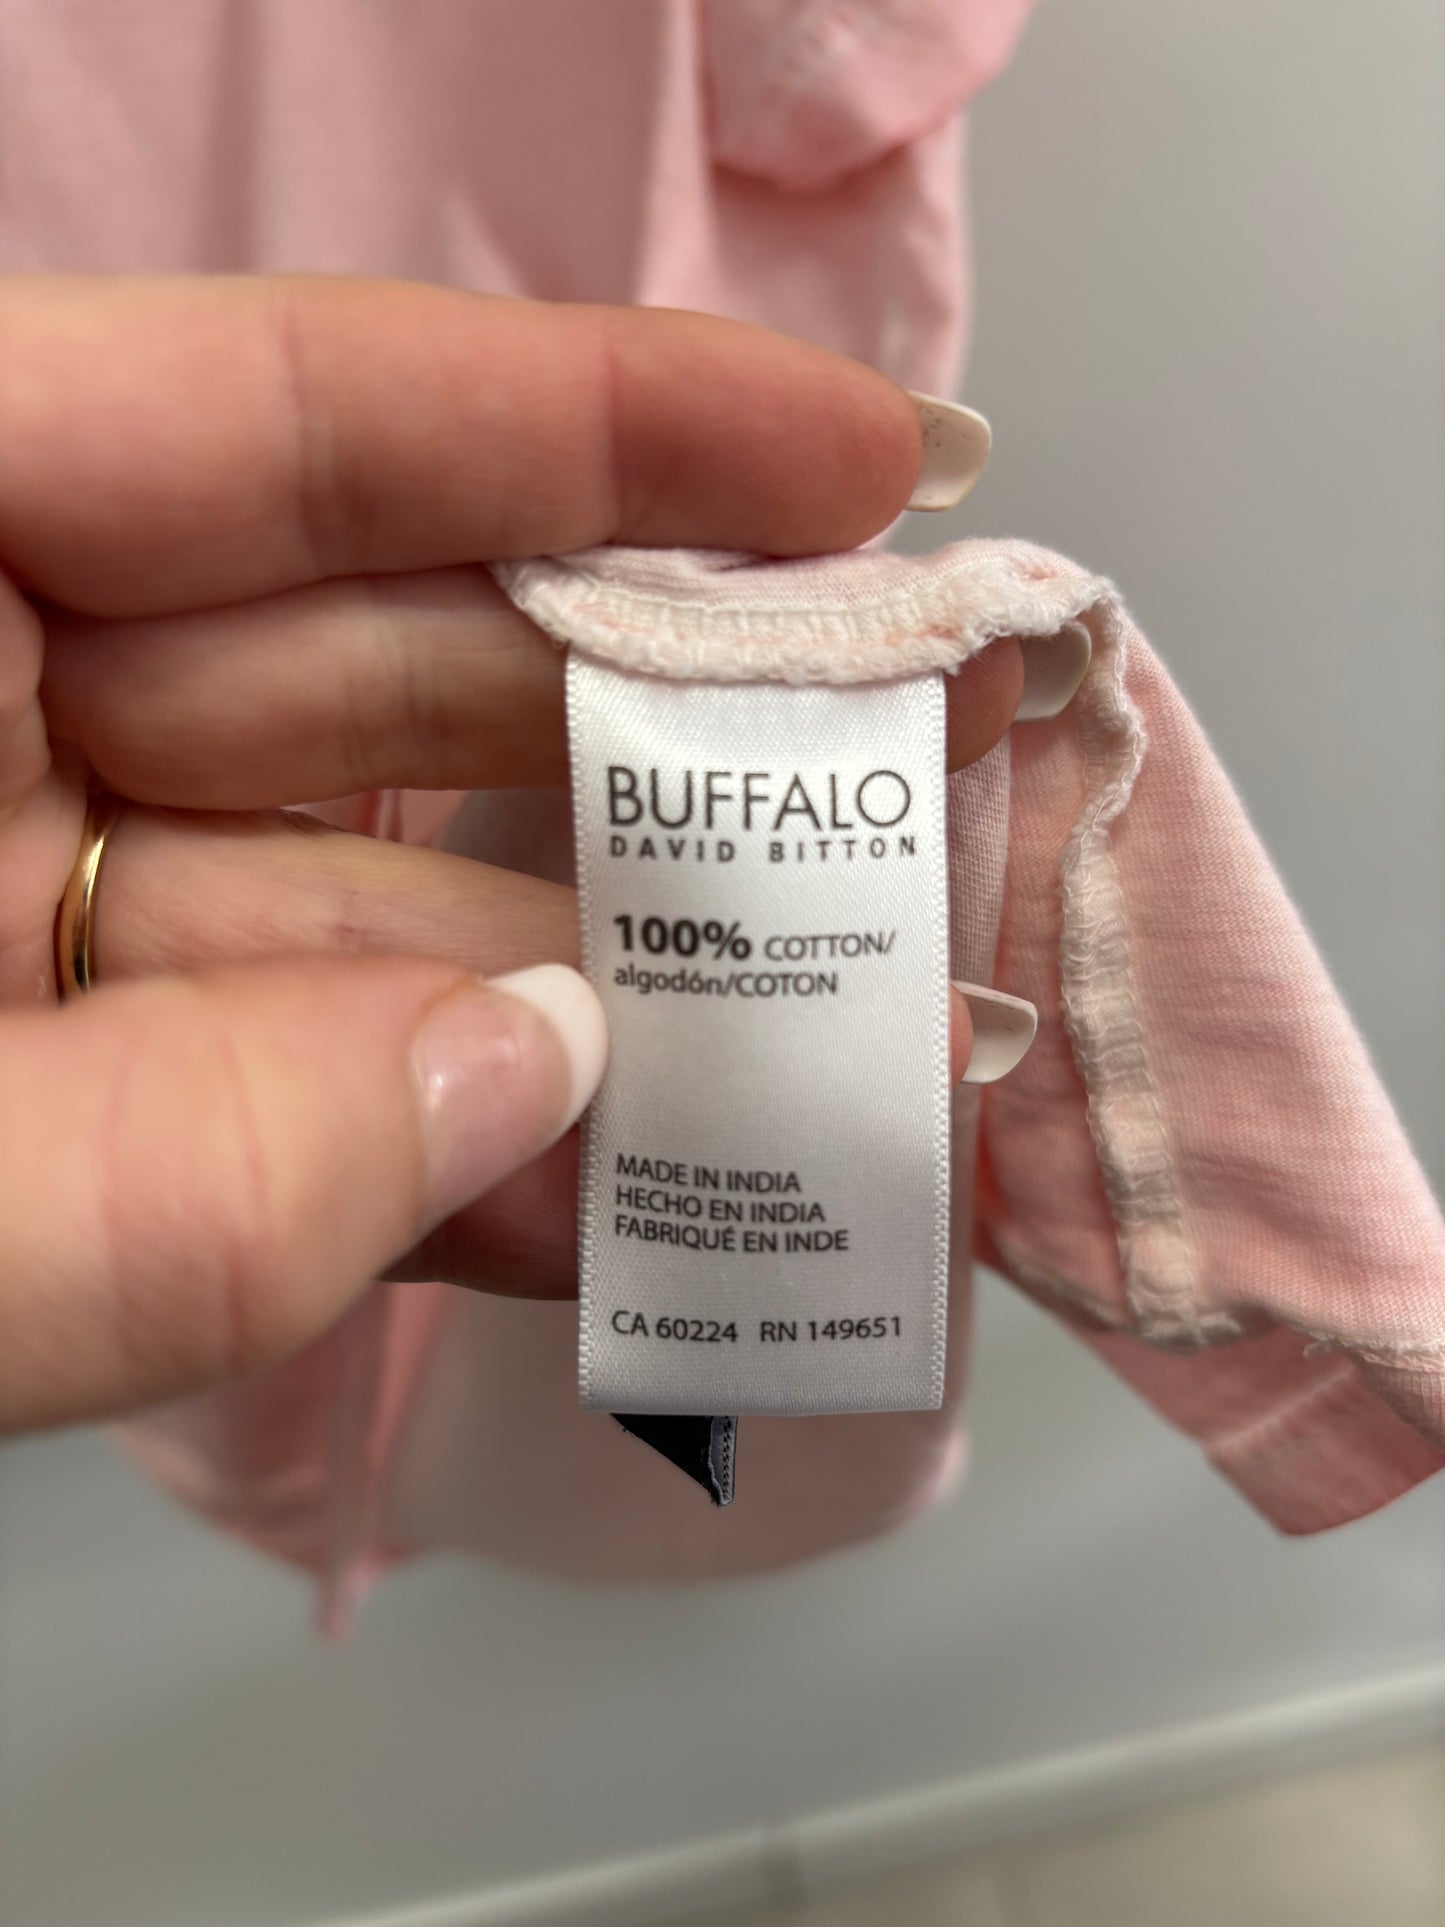 BUFFALO
DAVID BITTON
100% COTTON/
algodón/COTON
MADE IN INDIA
HECHO EN INDIA
FABRIQUÉ EN INDE
CA 60224 RN 149651